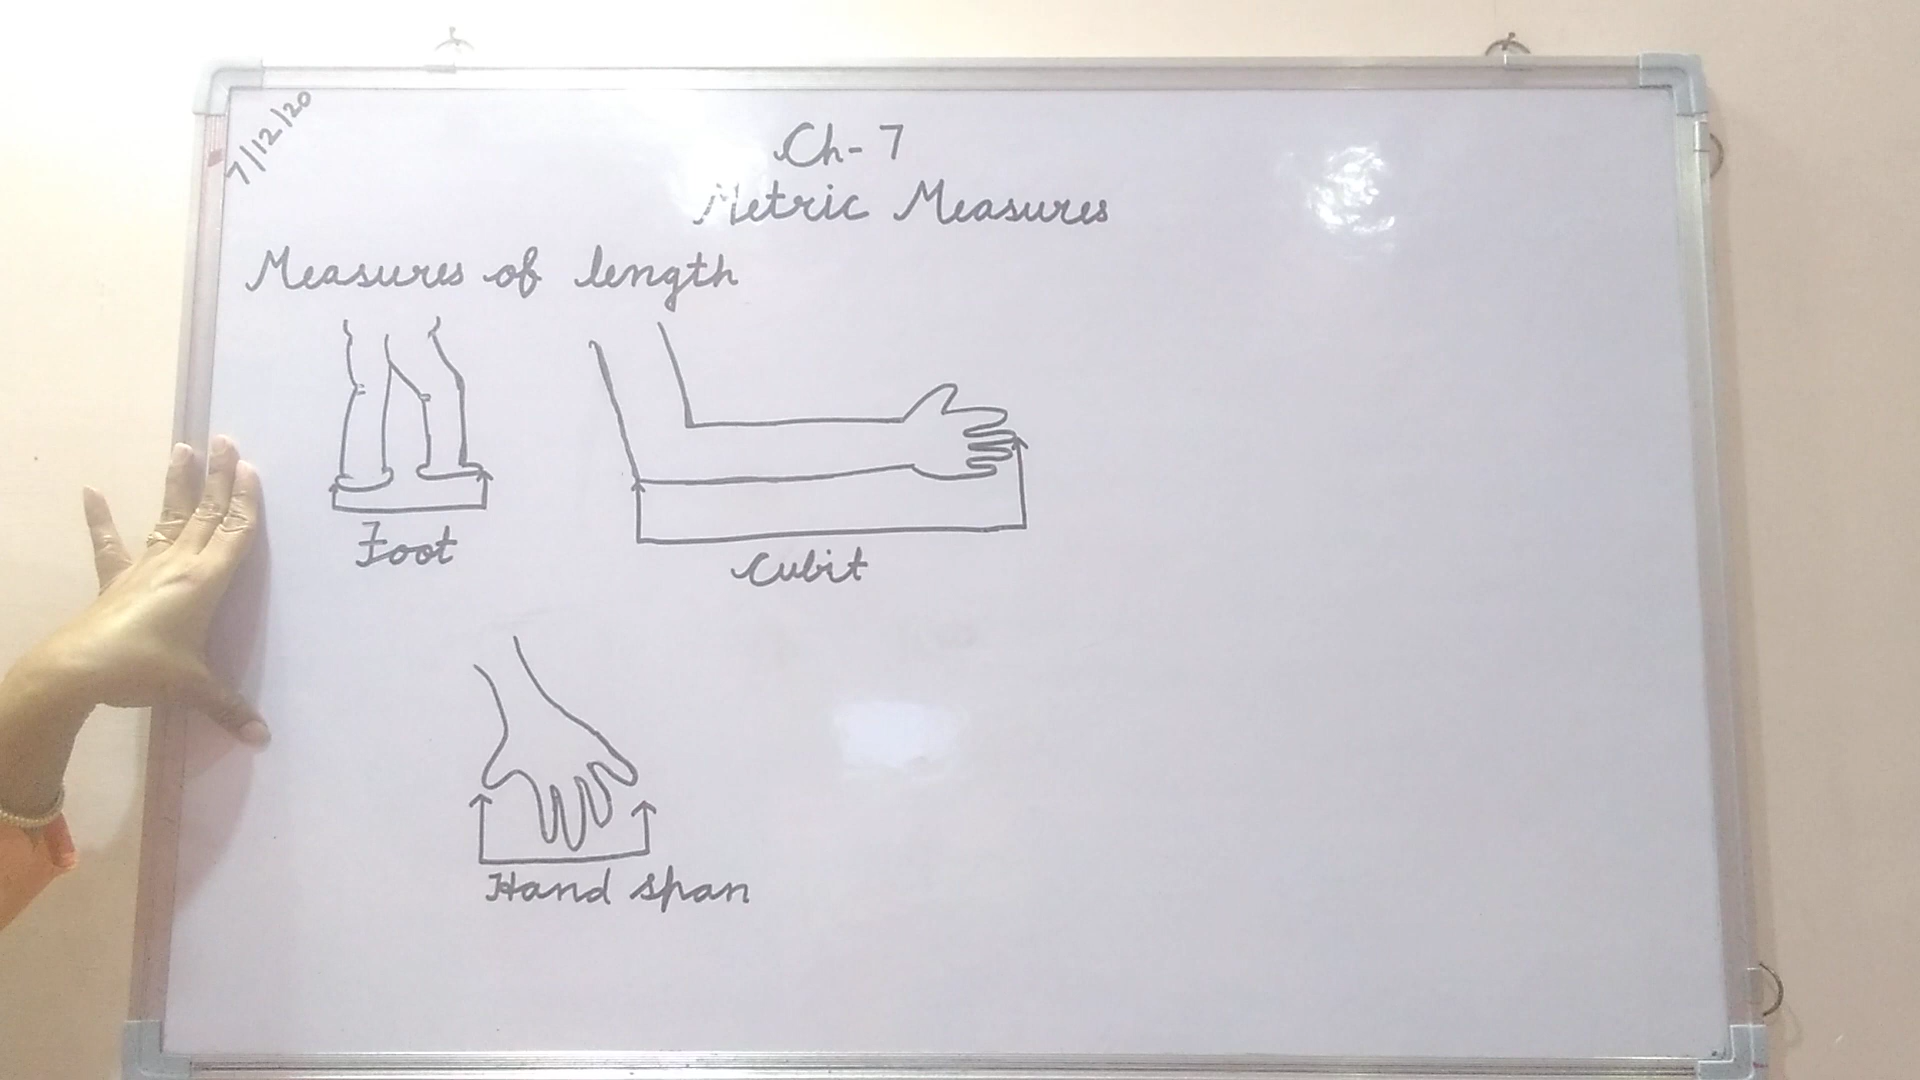 7/12/20
Ch-7
Metric Measures
Measures of length
Foot
Cubit
Hand span